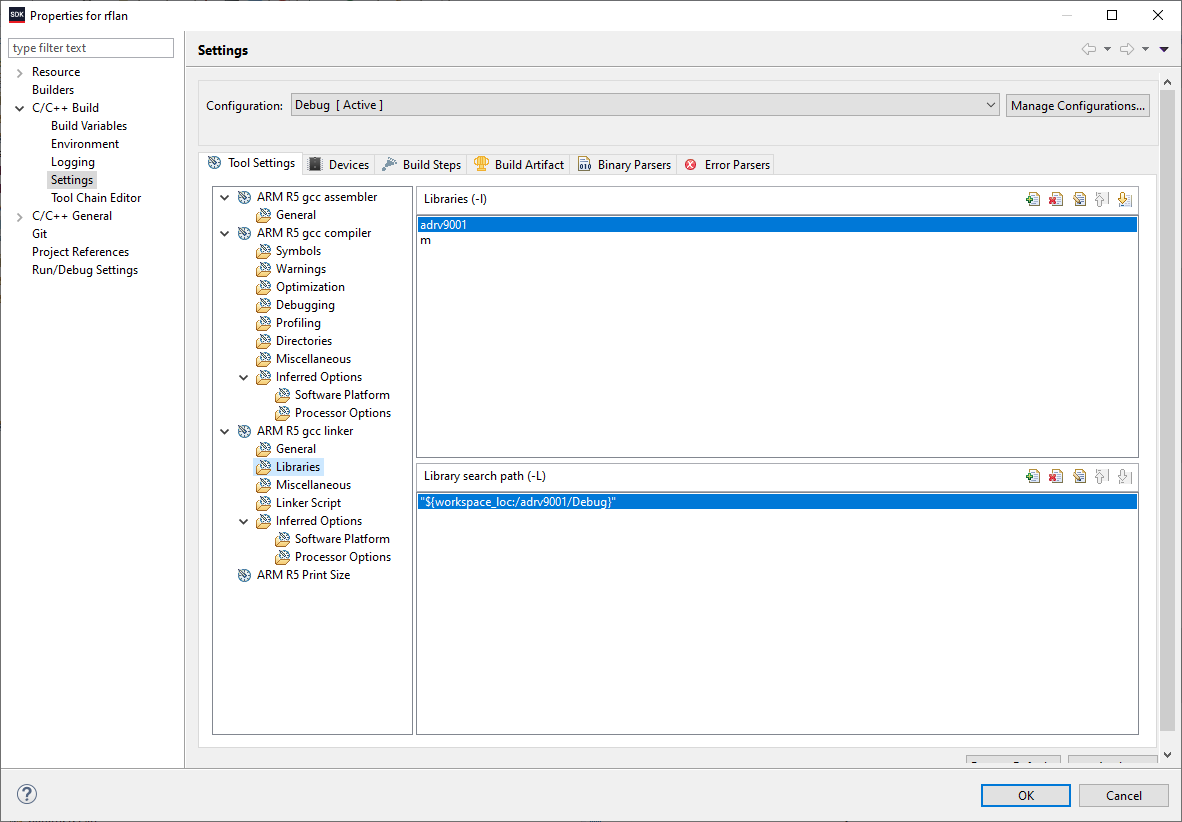 SDK Properties for rflan
type filter text
Settings
Resource
Builders
C/C++ Build
Build Variables
Environment
Logging
Settings
Tool Chain Editor
C/C++ General
Git
Project References
Run/Debug Settings
Configuration: Debug [ Active ] Manage Configurations...
Tool Settings Devices Build Steps Build Artifact Binary Parsers Error Parsers
ARM R5 gcc assembler
General
ARM R5 gcc compiler
Symbols
Warnings
Optimization
Debugging
Profiling
Directories
Miscellaneous
Inferred Options
Software Platform
Processor Options
ARM R5 gcc linker
General
Libraries
Miscellaneous
Linker Script
Inferred Options
Software Platform
Processor Options
ARM R5 Print Size
Libraries (-l)
adrv9001
m
Library search path (-L)
"${workspace_loc:/adrv9001/Debug}"
? OK Cancel